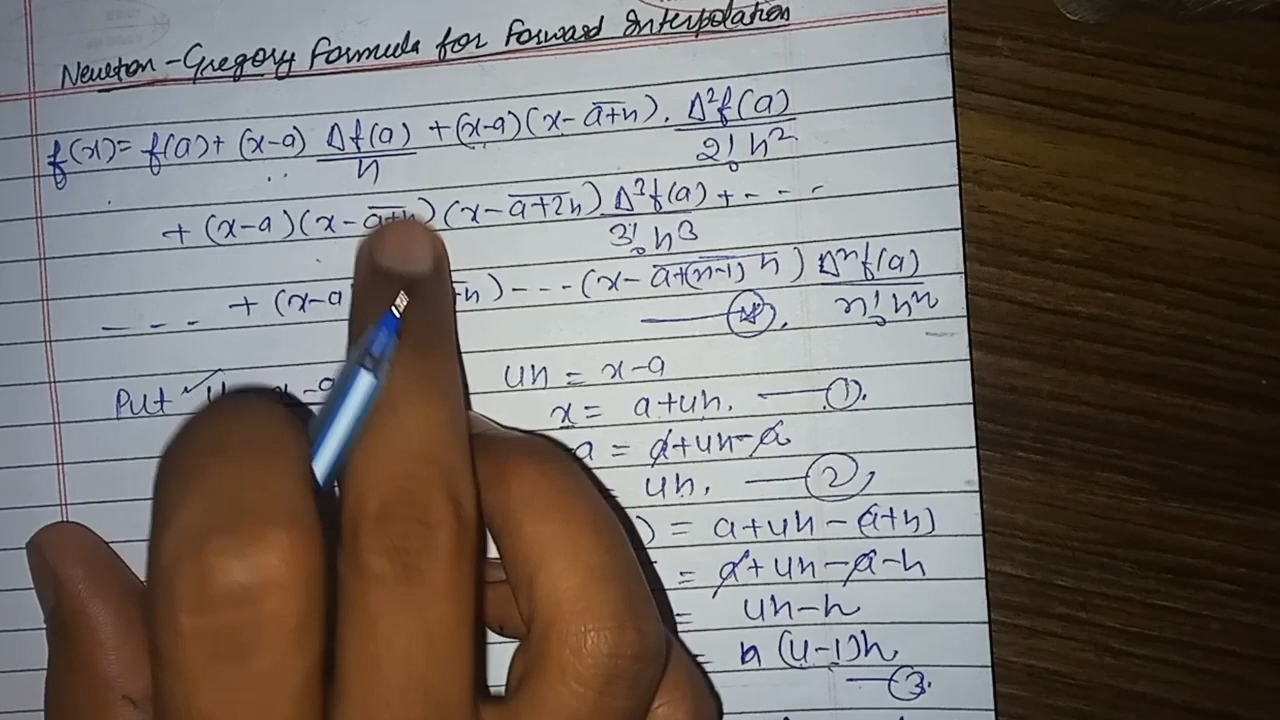 Newton-Gregory Formula for Forward Interpolation
f(x) = f(a) + (x-a) Δf(a)/h + (x-a)(x-a+h). Δ²f(a)/2! h²
+ (x-a)(x-a+h)(x-a+2h) Δ³f(a)/3! h³ + - - -
- - - - + (x-a +h) - - - (x-a+(n-1)h) Δⁿf(a)/n! hⁿ
Put x-a uh = x-a
x = a+uh. — ①.
a = a+uh-a
= uh. — ②,
) = a+uh-(a+h)
= a+uh-a-h
= uh-h
= (u-1)h
— ③.